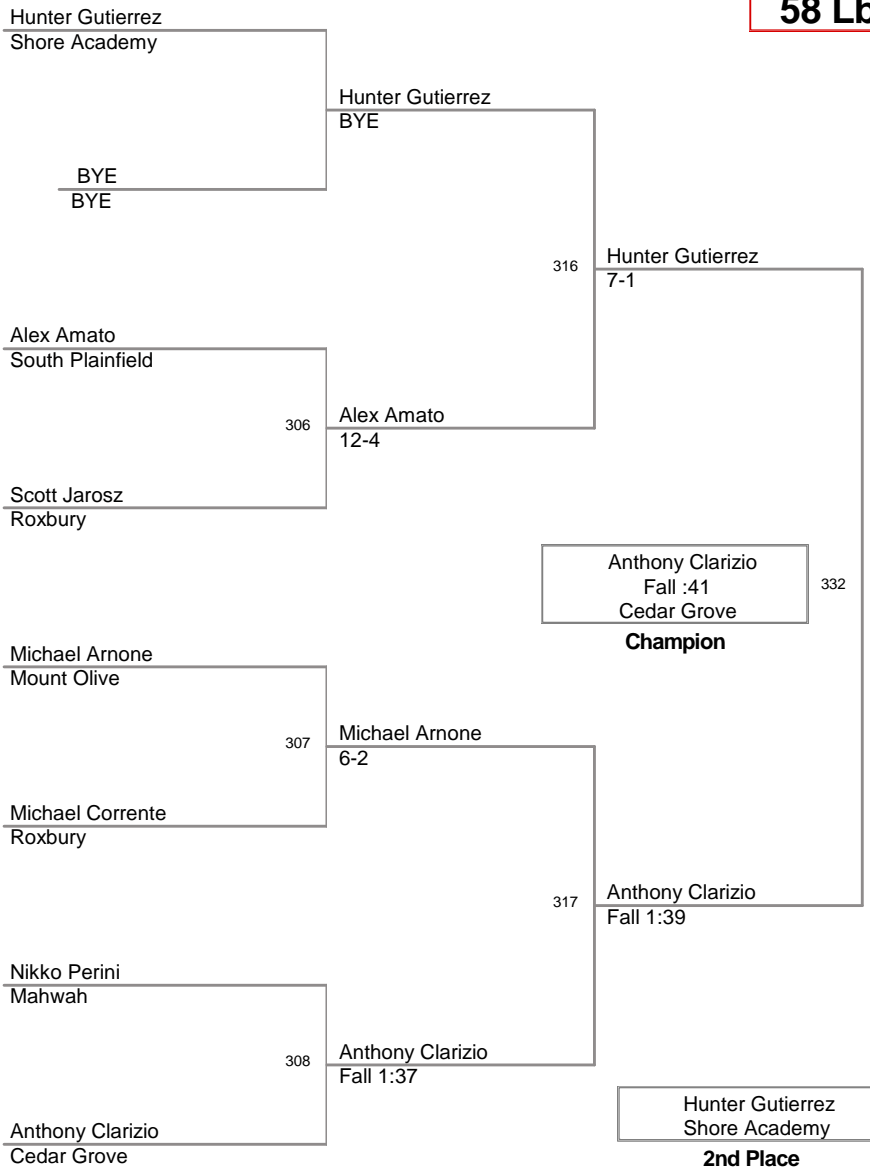 58 Lb
Hunter Gutierrez
Shore Academy
Hunter Gutierrez
BYE
BYE
BYE
316
Hunter Gutierrez
7-1
Alex Amato
South Plainfield
306
Alex Amato
12-4
Scott Jarosz
Roxbury
Anthony Clarizio
Fall :41
Cedar Grove
332
Champion
Michael Arnone
Mount Olive
307
Michael Arnone
6-2
Michael Corrente
Roxbury
317
Anthony Clarizio
Fall 1:39
Nikko Perini
Mahwah
308
Anthony Clarizio
Fall 1:37
Anthony Clarizio
Cedar Grove
Hunter Gutierrez
Shore Academy
2nd Place